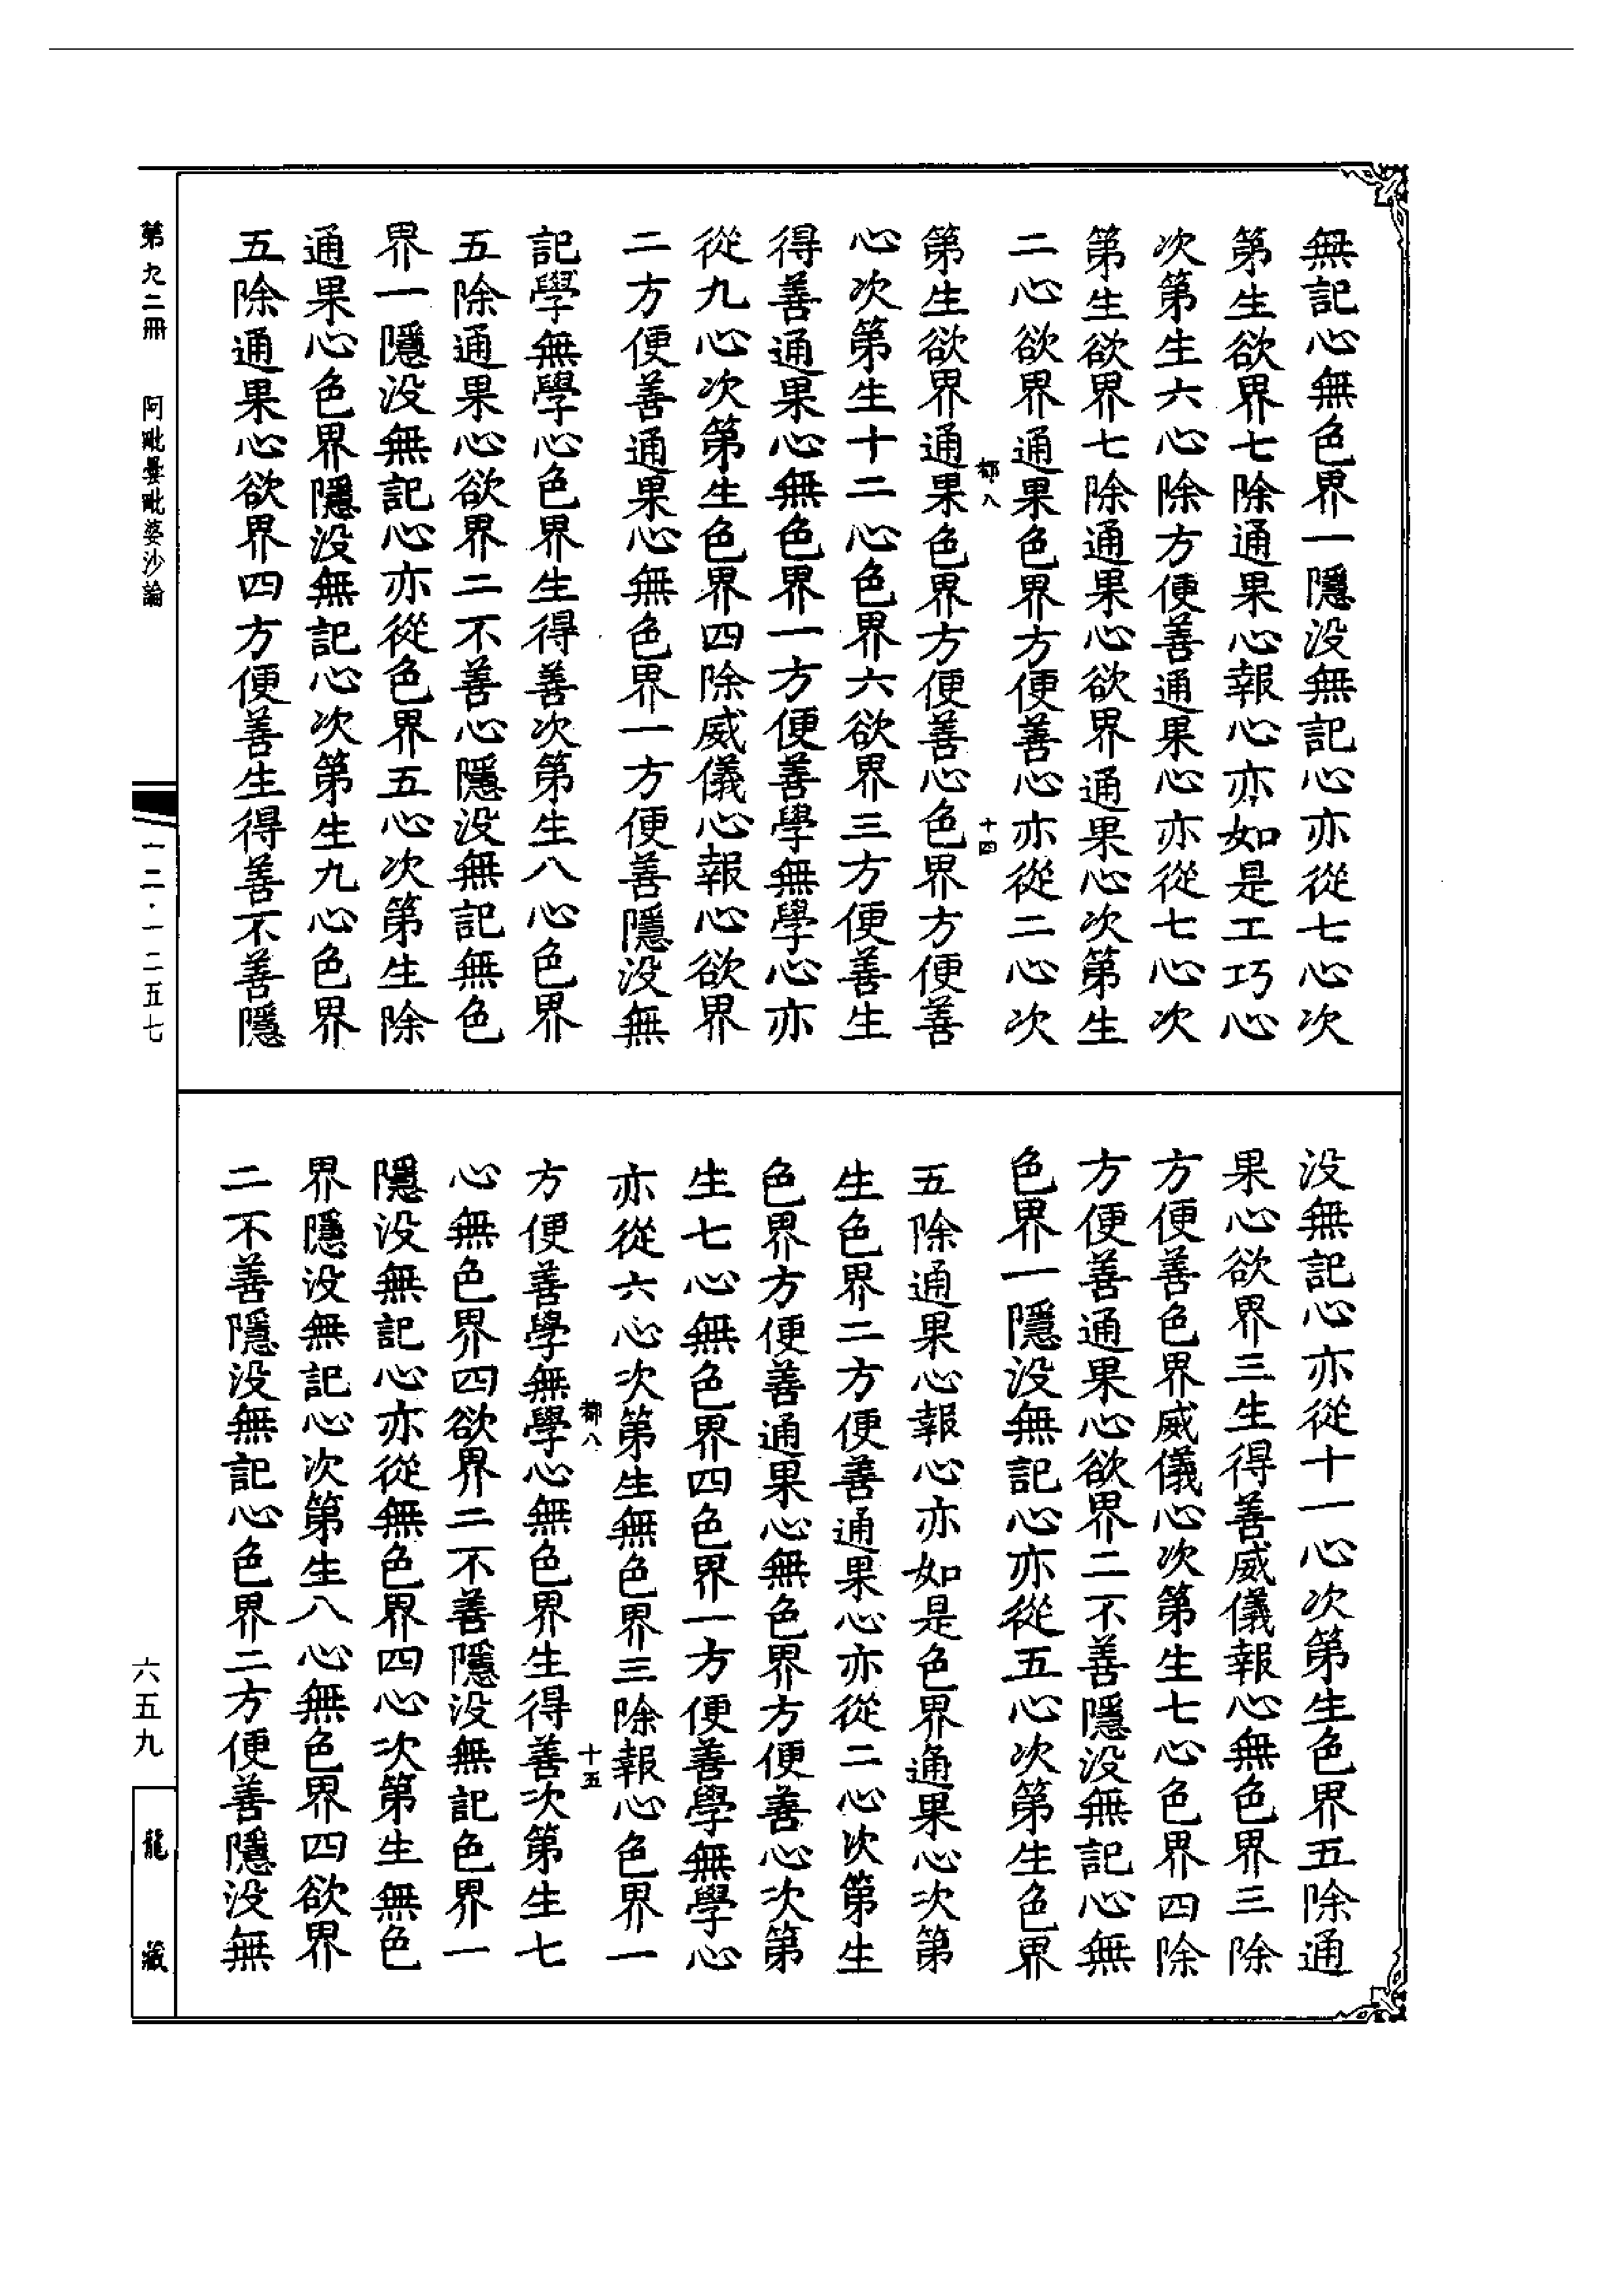 無記心無色界一隱没無記心亦從七心次
第生欲界七除通果心報心亦如是工巧心
次第生六心除方便善通果心亦從七心次
第生欲界七除通果心欲界通果心次第生
二心欲界通果色界方便善心亦從二心次
都八
十四
第生欲界通果色界方便善心色界方便善
心次第生十二心色界六欲界三方便善生
得善通果心無色界一方便善學無學心亦
從九心次第生色界四除威儀心報心欲界
二方便善通果心無色界一方便善隱没無
記學無學心色界生得善次第生八心色界
五除通果心欲界二不善心隱没無記無色
界一隱没無記心亦從色界五心次第生除
通果心色界隱没無記心次第生九心色界
五除通果心欲界四方便善生得善不善隱
没無記心亦從十一心次第生色界五除通
果心欲界三生得善威儀報心無色界三除
方便善色界威儀心次第生七心色界四除
方便善通果心欲界二不善隱没無記心無
色界一隱没無記心亦從五心次第生色界
五除通果心報心亦如是色界通果心次第
生色界二方便善通果心亦從二心次第生
色界方便善通果心無色界方便善心次第
生七心無色界四色界一方便善學無學心
亦從六心次第生無色界三除報心色界一
都八
十五
方便善學無學心無色界生得善次第生七
心無色界四欲界二不善隱没無記色界一
隱没無記心亦從無色界四心次第生無色
界隱没無記心次第生八心無色界四欲界
二不善隱没無記心色界二方便善隱没無
第九二冊 阿毗曇毗婆沙論
一二·一二五七
六五九
龍藏